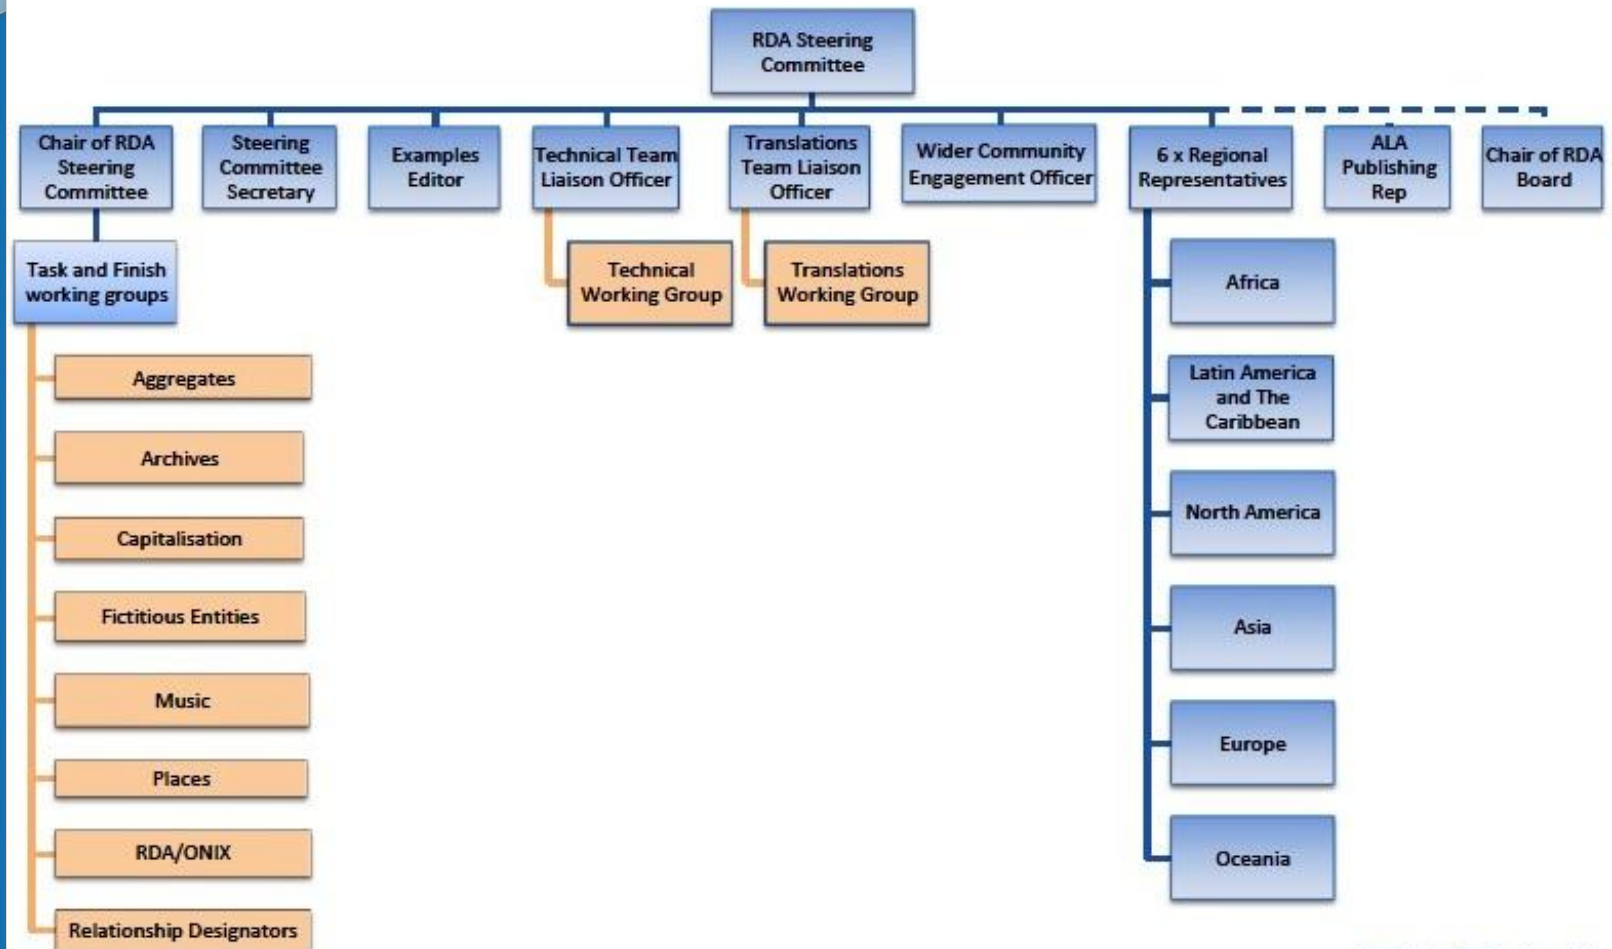 RDA Steering
Committee
Chair of RDA
Steering
Committee
Steering
Committee
Secretary
Examples
Editor
Technical Team
Liaison Officer
Translations
Team Liaison
Officer
Wider Community
Engagement Officer
6 x Regional
Representatives
ALA
Publishing
Rep
Chair of RDA
Board
Task and Finish
working groups
Aggregates
Archives
Capitalisation
Fictitious Entities
Music
Places
RDA/ONIX
Relationship Designators
Technical
Working Group
Translations
Working Group
Africa
Latin America
and The
Caribbean
North America
Asia
Europe
Oceania